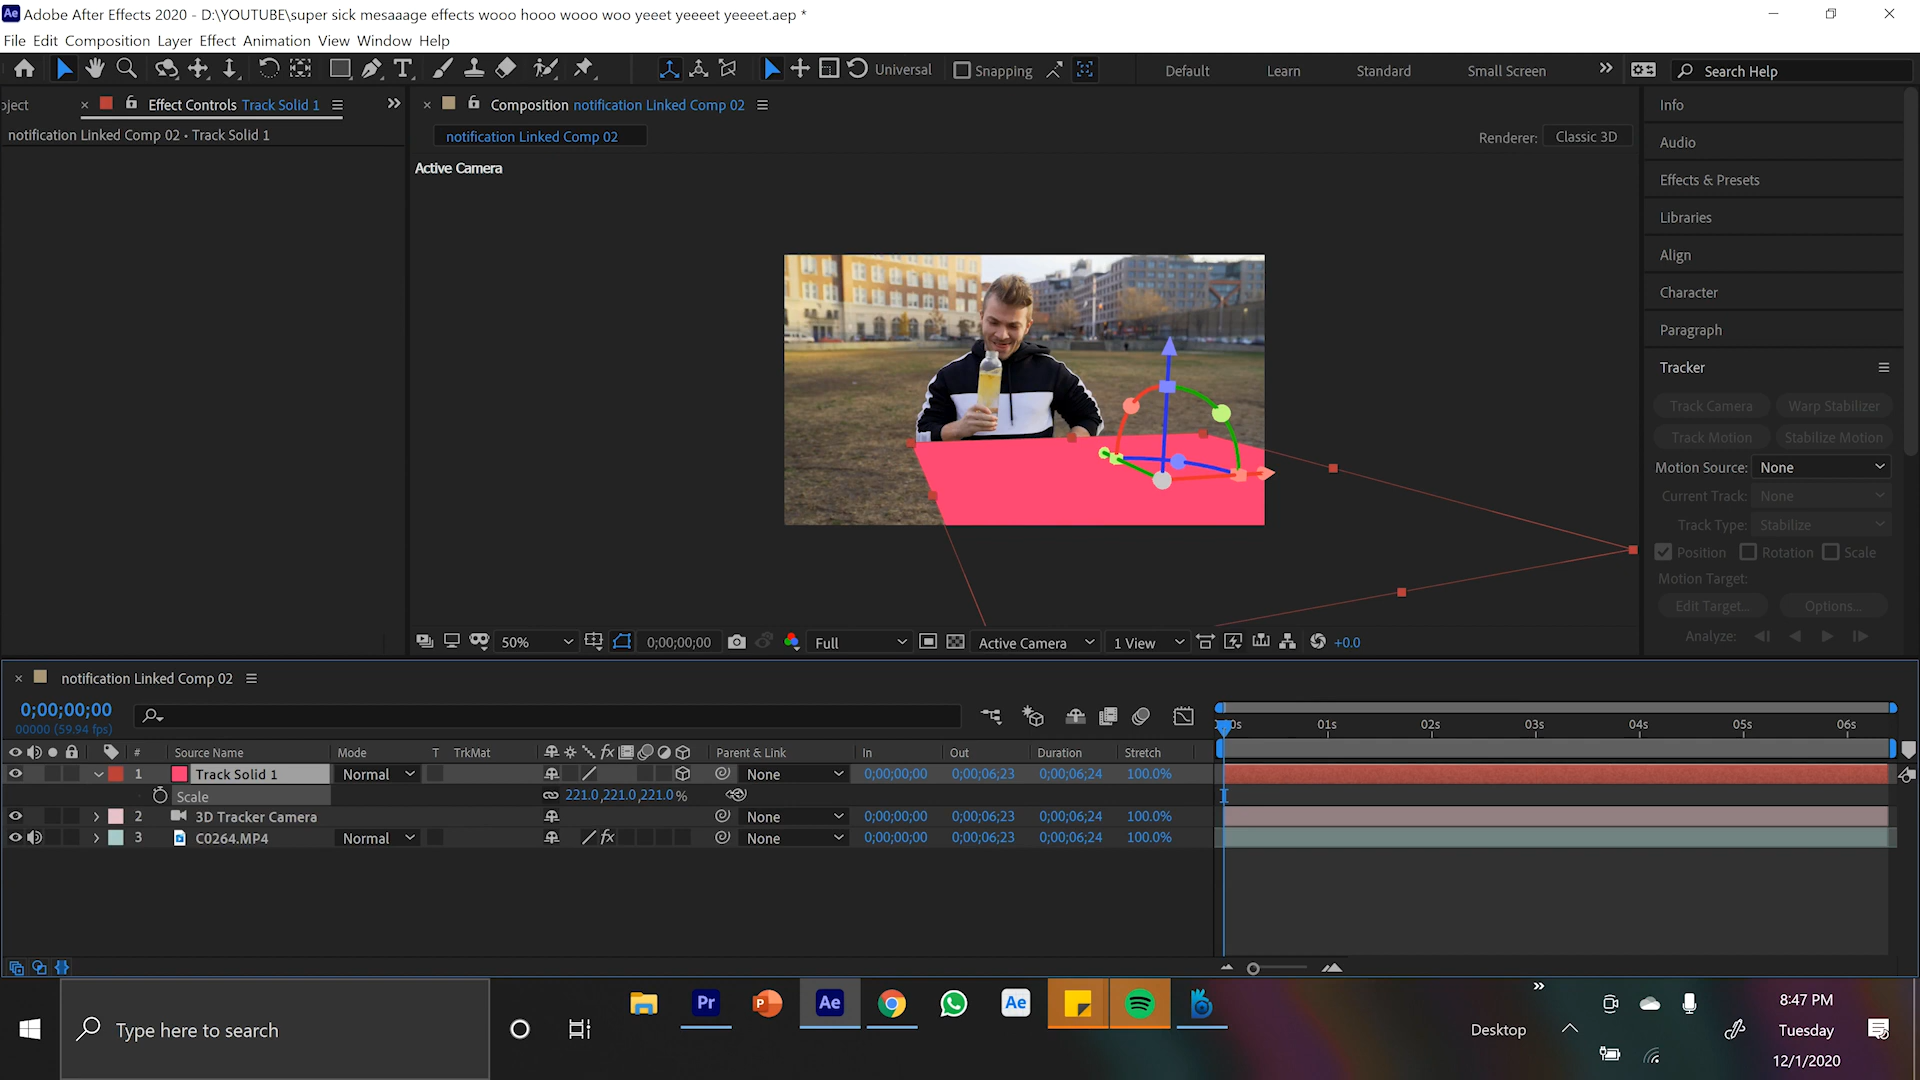 Ae Adobe After Effects 2020 - D:\YOUTUBE\super sick mesaaage effects wooo hooo wooo woo yeeet yeeeet yeeeet.aep *
File Edit Composition Layer Effect Animation View Window Help
Universal Snapping Default Learn Standard Small Screen Search Help
oject × Effect Controls Track Solid 1 × Composition notification Linked Comp 02
notification Linked Comp 02 • Track Solid 1
notification Linked Comp 02 Renderer: Classic 3D
Active Camera
Info
Audio
Effects & Presets
Libraries
Align
Character
Paragraph
Tracker
Track Camera Warp Stabilizer
Track Motion Stabilize Motion
Motion Source: None
Current Track: None
Track Type: Stabilize
Position Rotation Scale
Motion Target:
Edit Target... Options...
Analyze:
50% 0;00;00;00 Full Active Camera 1 View +0.0
× notification Linked Comp 02
0;00;00;00
00000 (59.94 fps)
00s 01s 02s 03s 04s 05s 06s
# Source Name Mode T TrkMat fx Parent & Link In Out Duration Stretch
1 Track Solid 1 Normal None 0;00;00;00 0;00;06;23 0;00;06;24 100.0%
Scale 221.0,221.0,221.0%
2 3D Tracker Camera None 0;00;00;00 0;00;06;23 0;00;06;24 100.0%
3 C0264.MP4 Normal fx None 0;00;00;00 0;00;06;23 0;00;06;24 100.0%
Type here to search
Pr P Ae Ae
Desktop
8:47 PM
Tuesday
12/1/2020